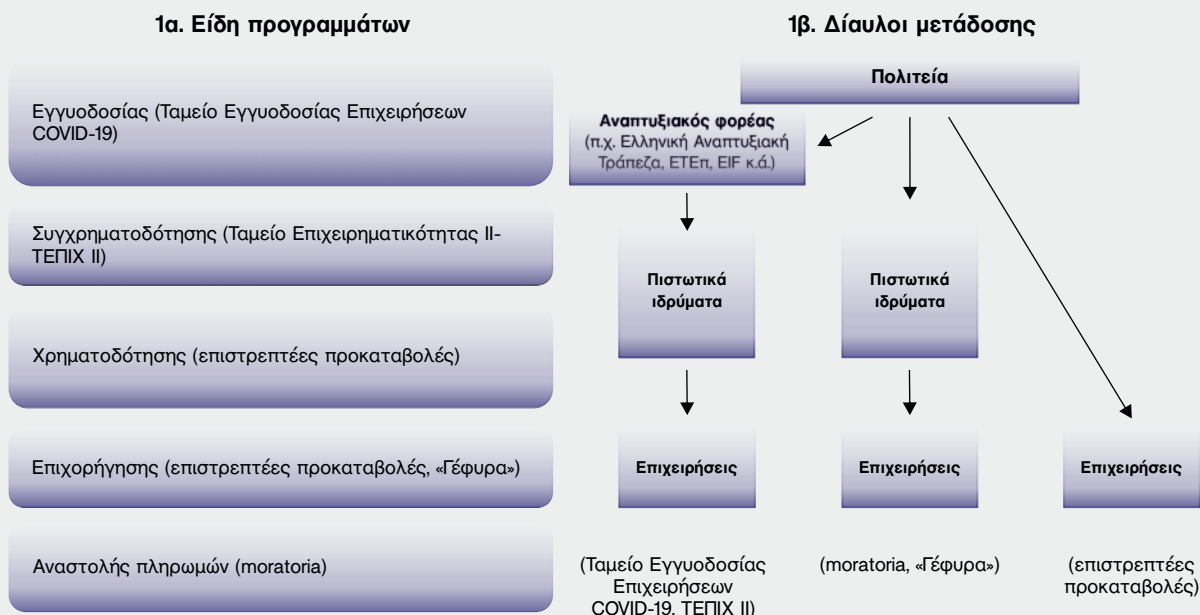 1α. Είδη προγραμμάτων
Εγγυοδοσίας (Ταμείο Εγγυοδοσίας Επιχειρήσεων
COVID-19)
Συγχρηματοδότησης (Ταμείο Επιχειρηματικότητας ΙΙ-
ΤΕΠΙΧ ΙΙ)
Χρηματοδότησης (επιστρεπτέες προκαταβολές)
Επιχορήγησης (επιστρεπτέες προκαταβολές, «Γέφυρα»)
Αναστολής πληρωμών (moratoria)
1β. Δίαυλοι μετάδοσης
Πολιτεία
Αναπτυξιακός φορέας
(π.χ. Ελληνική Αναπτυξιακή
Τράπεζα, ΕΤΕπ, EIF κ.ά.)
Πιστωτικά
ιδρύματα
Πιστωτικά
ιδρύματα
Επιχειρήσεις
Επιχειρήσεις
Επιχειρήσεις
(Ταμείο Εγγυοδοσίας
Επιχειρήσεων
COVID-19, ΤΕΠΙΧ ΙΙ)
(moratoria, «Γέφυρα»)
(επιστρεπτέες
προκαταβολές)